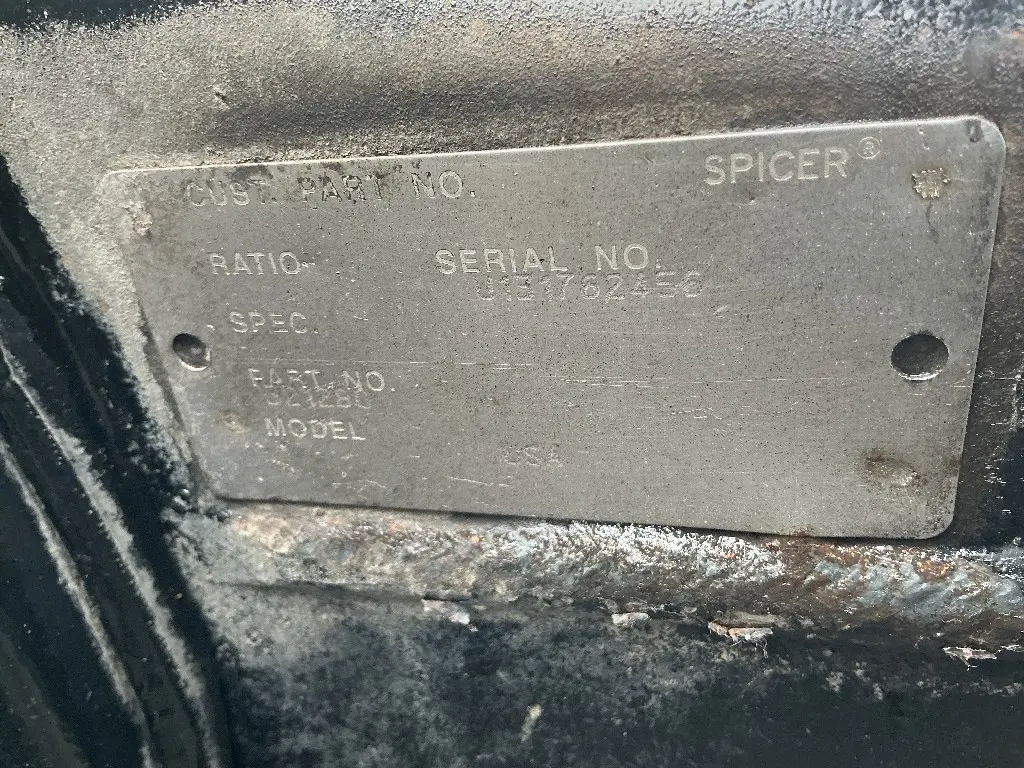 CUST. PART NO.
SPICER®
RATIO
SERIAL NO.
SPEC.
PART NO.
MODEL
USA